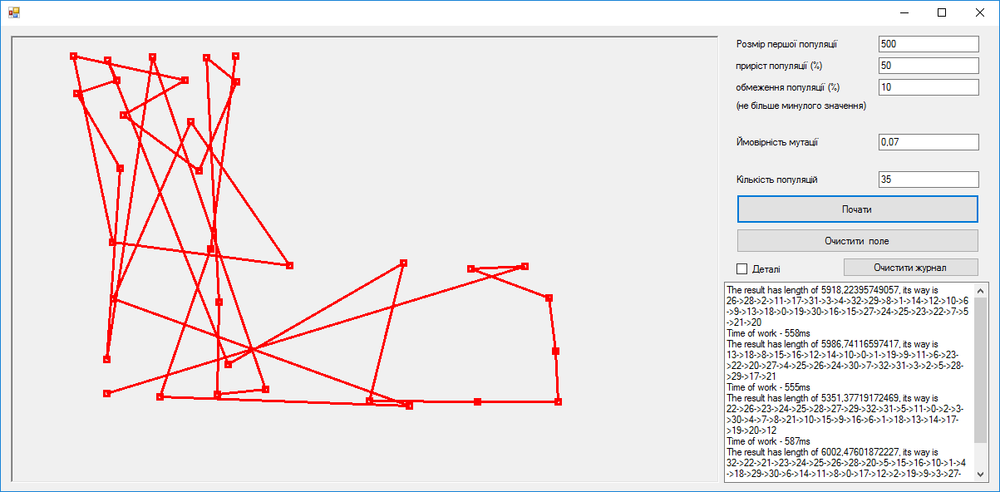 Розмір першої популяції
500
приріст популяції (%)
50
обмеження популяції (%)
10
(не більше минулого значення)
Ймовірність мутації
0,07
Кількість популяцій
35
Почати
Очистити поле
Деталі
Очистити журнал
The result has length of 5918,22395749057, its way is
26->28->2->11->17->31->3->4->32->29->8->1->14->12->10->6
->9->13->18->0->19->30->16->15->27->24->25->23->22->7->5
->21->20
Time of work - 558ms
The result has length of 5986,74116597417, its way is
13->18->8->15->16->12->14->10->0->1->19->9->11->6->23-
>22->20->27->4->25->26->24->30->7->32->31->3->2->5->28-
>29->17->21
Time of work - 555ms
The result has length of 5351,37719172469, its way is
22->26->23->24->25->28->27->29->32->31->5->11->0->2->3-
>30->4->7->8->21->10->15->9->16->6->1->18->13->14->17-
>19->20->12
Time of work - 587ms
The result has length of 6002,47601872227, its way is
32->22->21->23->24->25->26->28->20->5->15->16->10->1->4
->18->29->30->6->14->11->8->0->17->12->2->19->9->3->27-